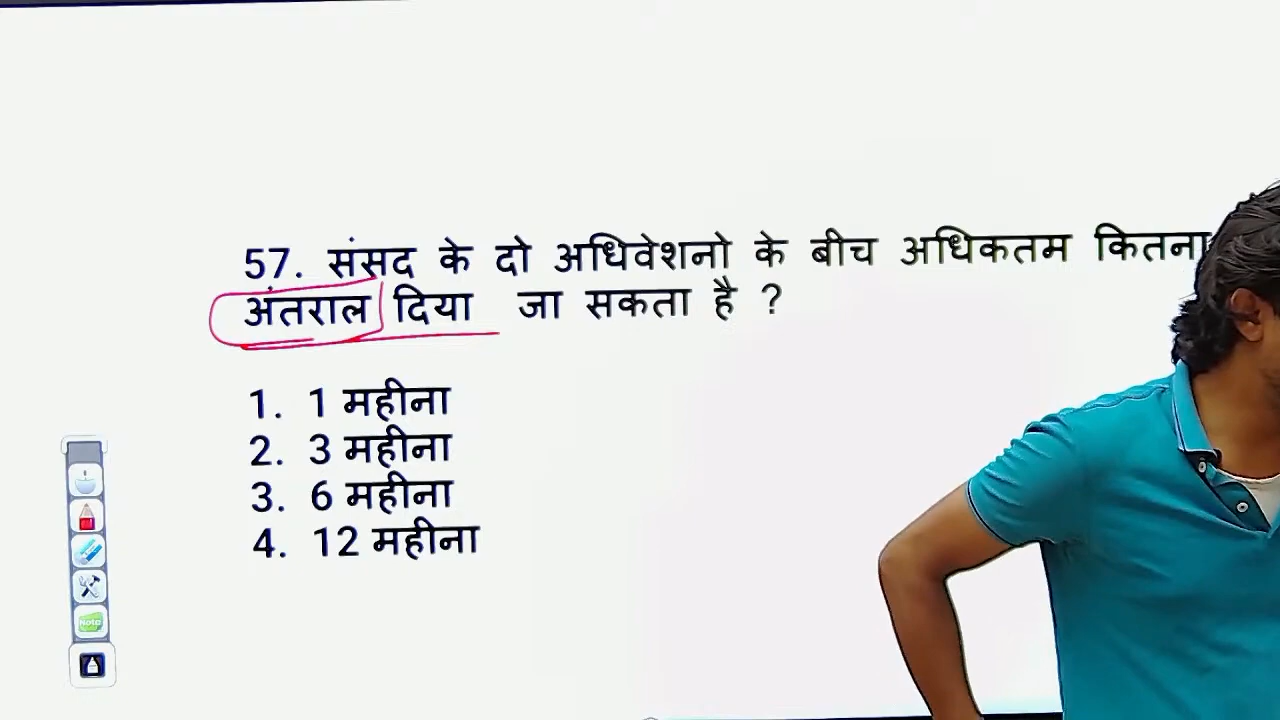 57. संसद के दो अधिवेशनो के बीच अधिकतम कितना
अंतराल दिया जा सकता है ?
1. 1 महीना
2. 3 महीना
3. 6 महीना
4. 12 महीना
Note